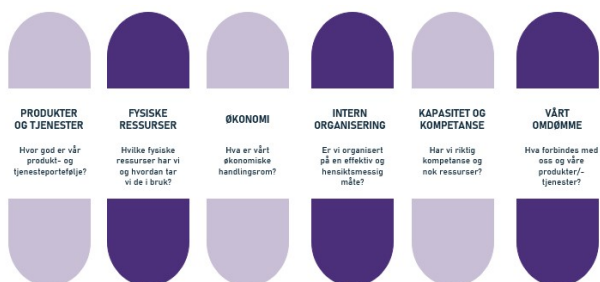 PRODUKTER
OG TJENESTER
Hvor god er vår
produkt- og
tjenesteportefølje?
FYSISKE
RESSURSER
Hvilke fysiske
ressurser har vi
og hvordan tar
vi de i bruk?
ØKONOMI
Hva er vårt
økonomiske
handlingsrom?
INTERN
ORGANISERING
Er vi organisert
på en effektiv og
hensiktsmessig
måte?
KAPASITET OG
KOMPETANSE
Har vi riktig
kompetanse og
nok ressurser?
VÅRT
OMDØMME
Hva forbindes med
oss og våre
produkter/-
tjenester?